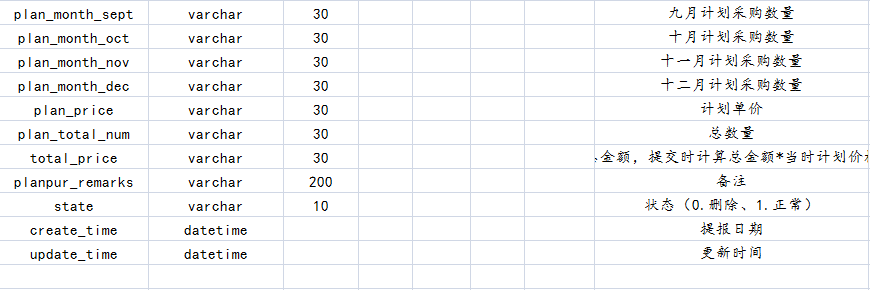 plan_month_sept varchar 30 九月计划采购数量
plan_month_oct varchar 30 十月计划采购数量
plan_month_nov varchar 30 十一月计划采购数量
plan_month_dec varchar 30 十二月计划采购数量
plan_price varchar 30 计划单价
plan_total_num varchar 30 总数量
total_price varchar 30 金额，提交时计算总金额*当时计划价
planpur_remarks varchar 200 备注
state varchar 10 状态（0.删除、1.正常）
create_time datetime 提报日期
update_time datetime 更新时间